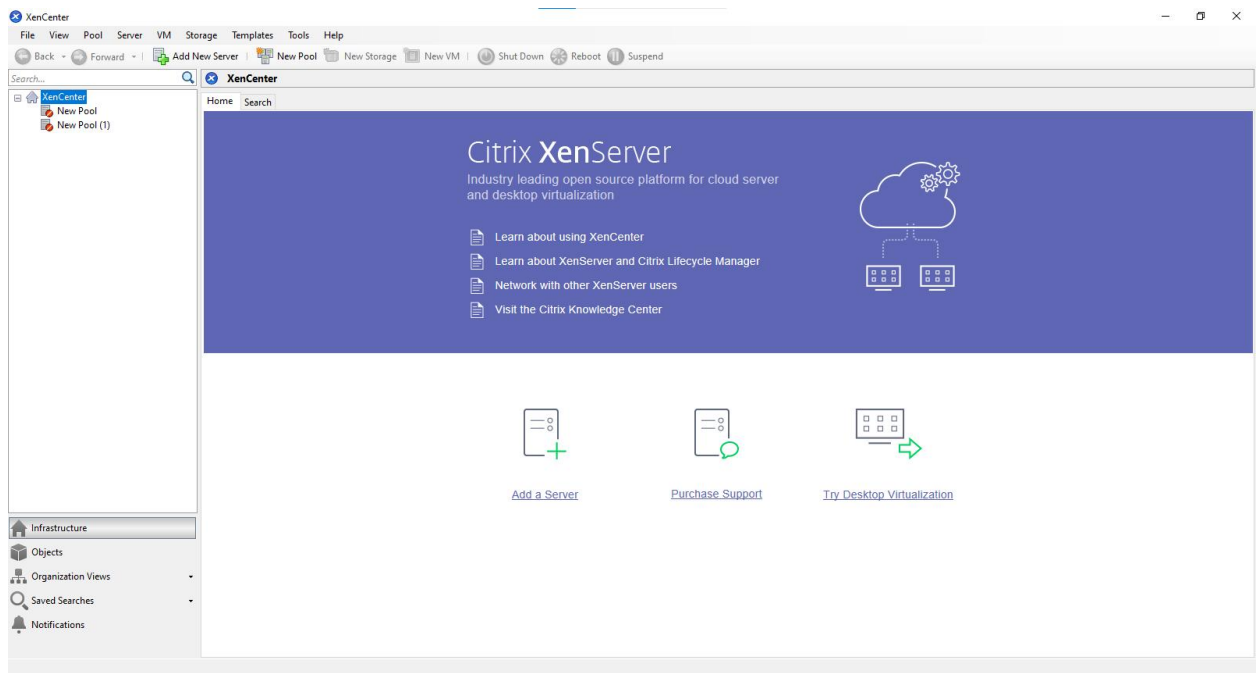 XenCenter
File View Pool Server VM Storage Templates Tools Help
Back Forward Add New Server New Pool New Storage New VM Shut Down Reboot Suspend
Search...
XenCenter
New Pool
New Pool (1)
XenCenter
Home Search
Citrix XenServer
Industry leading open source platform for cloud server
and desktop virtualization
Learn about using XenCenter
Learn about XenServer and Citrix Lifecycle Manager
Network with other XenServer users
Visit the Citrix Knowledge Center
Add a Server Purchase Support Try Desktop Virtualization
Infrastructure
Objects
Organization Views
Saved Searches
Notifications